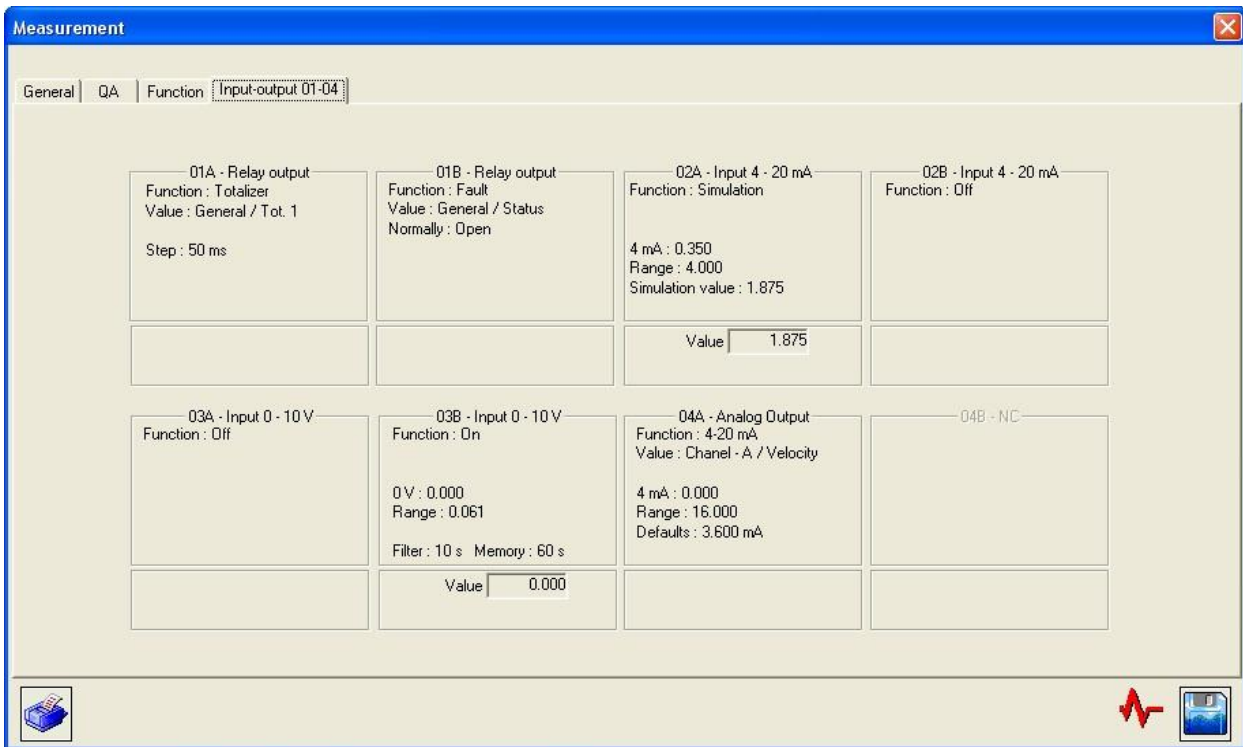 Measurement
General QA Function Input-output 01-04
01A - Relay output
Function : Totalizer
Value : General / Tot. 1
Step : 50 ms
01B - Relay output
Function : Fault
Value : General / Status
Normally : Open
02A - Input 4 - 20 mA
Function : Simulation
4 mA : 0.350
Range : 4.000
Simulation value : 1.875
Value 1.875
02B - Input 4 - 20 mA
Function : Off
03A - Input 0 - 10 V
Function : Off
03B - Input 0 - 10 V
Function : On
0 V : 0.000
Range : 0.061
Filter : 10 s Memory : 60 s
Value 0.000
04A - Analog Output
Function : 4-20 mA
Value : Chanel - A / Velocity
4 mA : 0.000
Range : 16.000
Defaults : 3.600 mA
04B - NC